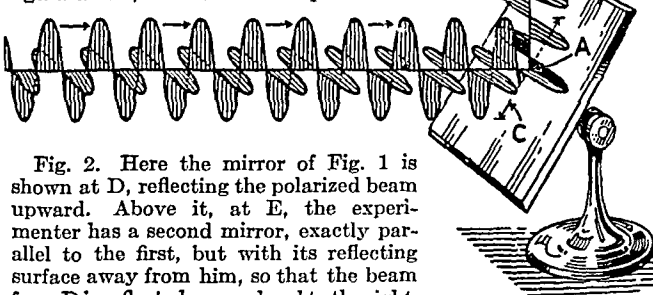 A
C
Fig. 2. Here the mirror of Fig. 1 is
shown at D, reflecting the polarized beam
upward. Above it, at E, the experi-
menter has a second mirror, exactly par-
allel to the first, but with its reflecting
surface away from him, so that the beam